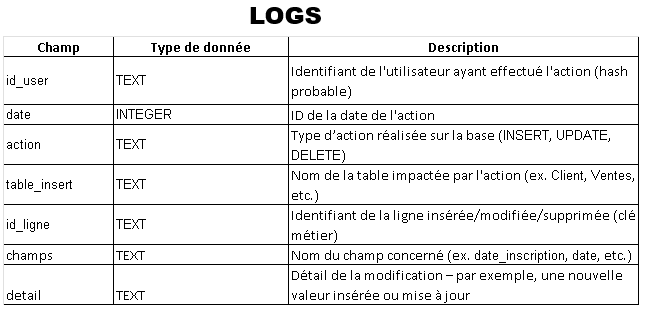 LOGS
Champ Type de donnée Description
id_user TEXT Identifiant de l'utilisateur ayant effectué l'action (hash
probable)
date INTEGER ID de la date de l'action
action TEXT Type d’action réalisée sur la base (INSERT, UPDATE,
DELETE)
table_insert TEXT Nom de la table impactée par l'action (ex. Client, Ventes,
etc.)
id_ligne TEXT Identifiant de la ligne insérée/modifiée/supprimée (clé
métier)
champs TEXT Nom du champ concerné (ex. date_inscription, date, etc.)
detail TEXT Détail de la modification – par exemple, une nouvelle
valeur insérée ou mise à jour